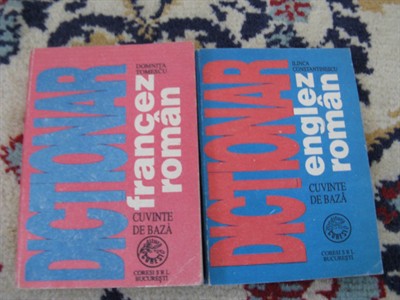 DOMNIȚA
TOMESCU
DICȚIONAR
francez
român
CUVINTE
DE BAZĂ
CORESI S R L
BUCUREȘTI
ILINCA
CONSTANTINESCU
DICȚIONAR
englez
român
CUVINTE
DE BAZĂ
CORESI
CORESI S R L
BUCUREȘTI